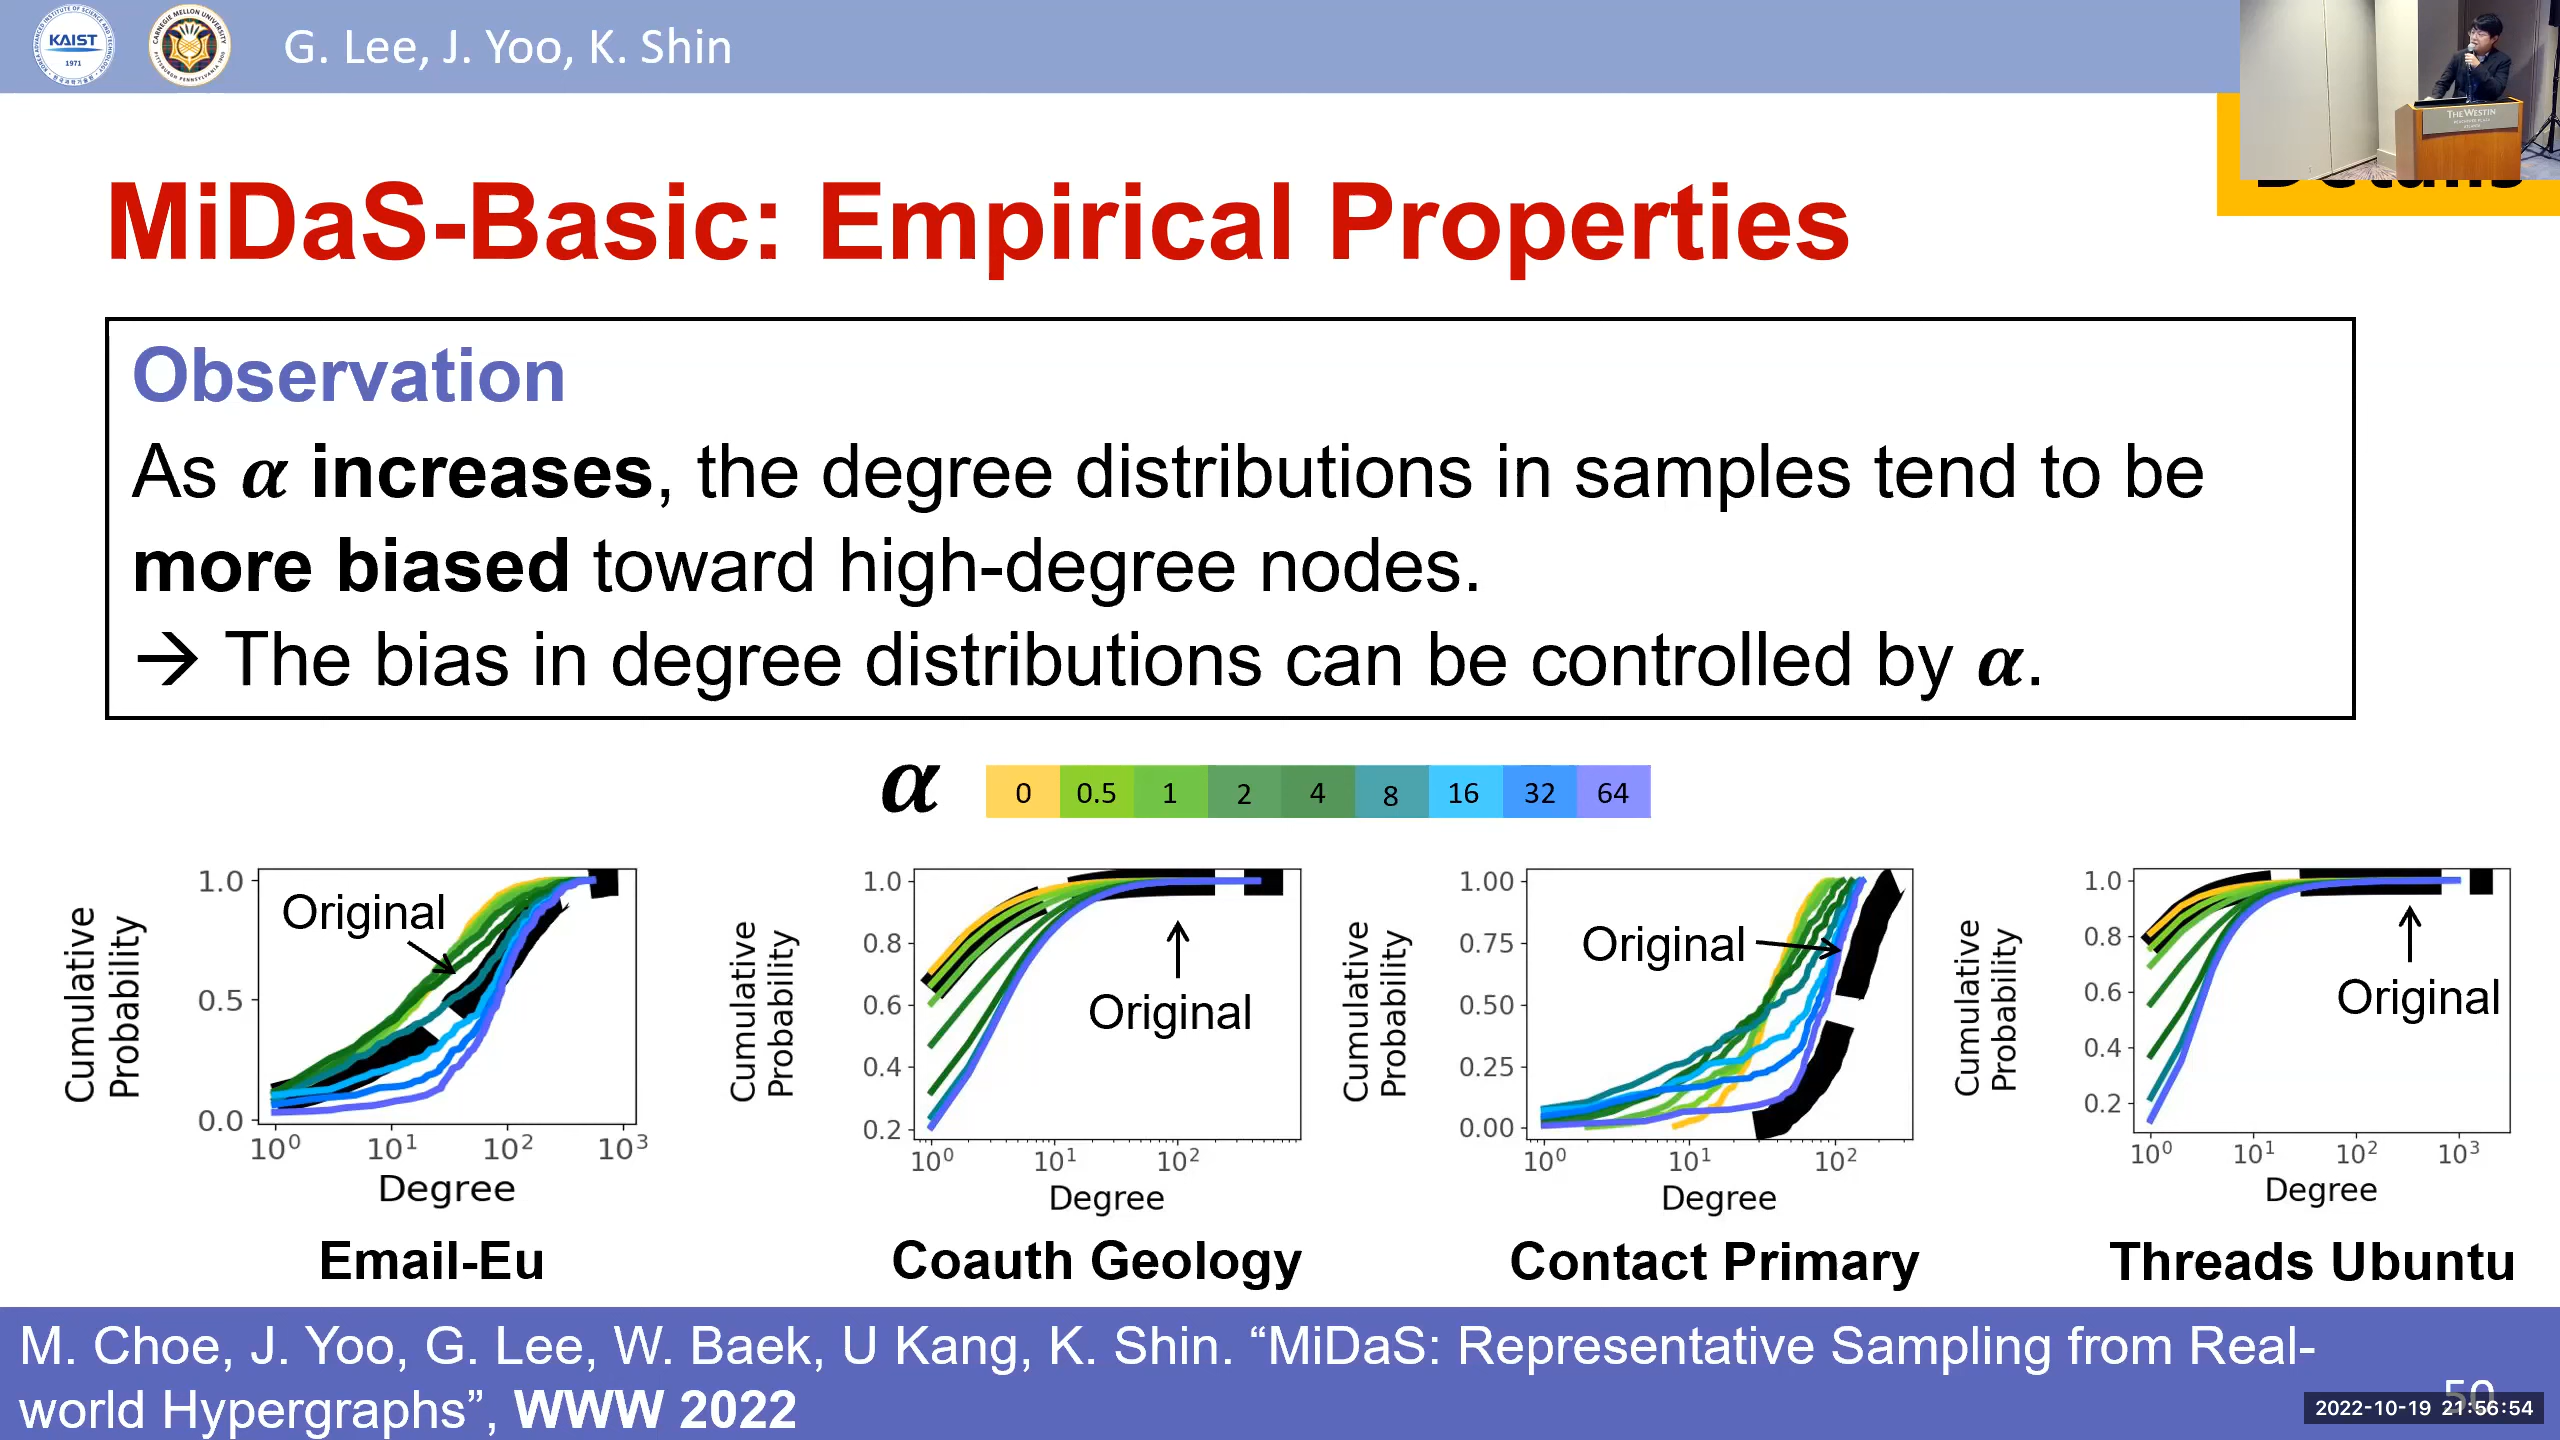 KAIST
1971
G. Lee, J. Yoo, K. Shin
THE WESTIN
Details
MiDaS-Basic: Empirical Properties
Observation
As α increases, the degree distributions in samples tend to be
more biased toward high-degree nodes.
→ The bias in degree distributions can be controlled by α.
α 0 0.5 1 2 4 8 16 32 64
Cumulative
Probability
1.0
0.5
0.0
Original
10⁰ 10¹ 10² 10³
Degree
Email-Eu
Cumulative
Probability
1.0
0.8
0.6
0.4
0.2
Original
10⁰ 10¹ 10²
Degree
Coauth Geology
Cumulative
Probability
1.00
0.75
0.50
0.25
0.00
Original
10⁰ 10¹ 10²
Degree
Contact Primary
Cumulative
Probability
1.0
0.8
0.6
0.4
0.2
Original
10⁰ 10¹ 10² 10³
Degree
Threads Ubuntu
M. Choe, J. Yoo, G. Lee, W. Baek, U Kang, K. Shin. “MiDaS: Representative Sampling from Real-
world Hypergraphs”, WWW 2022
50
2022-10-19 21:56:54